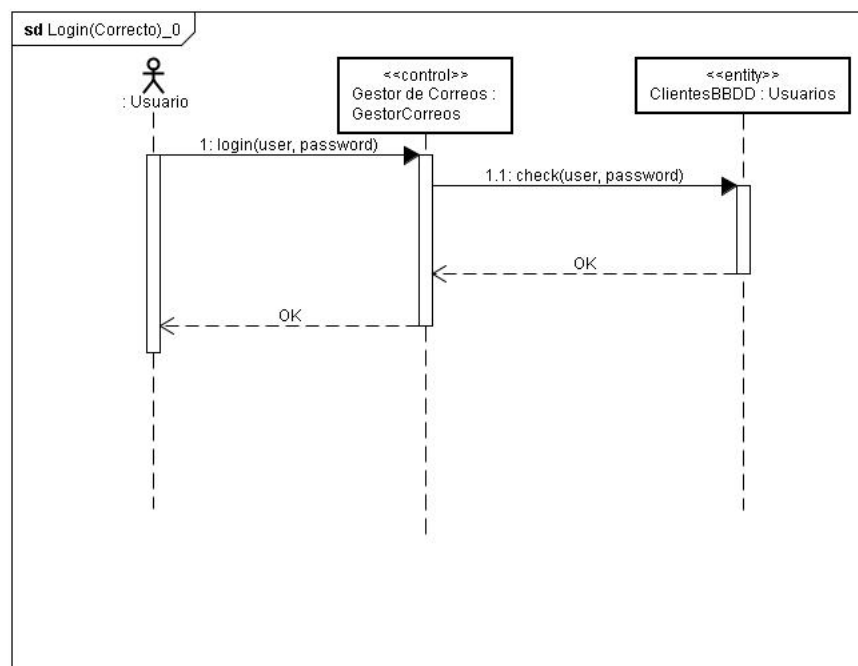 sd Login(Correcto)_0
: Usuario
<<control>>
Gestor de Correos :
GestorCorreos
<<entity>>
ClientesBBDD : Usuarios
1: login(user, password)
1.1: check(user, password)
OK
OK